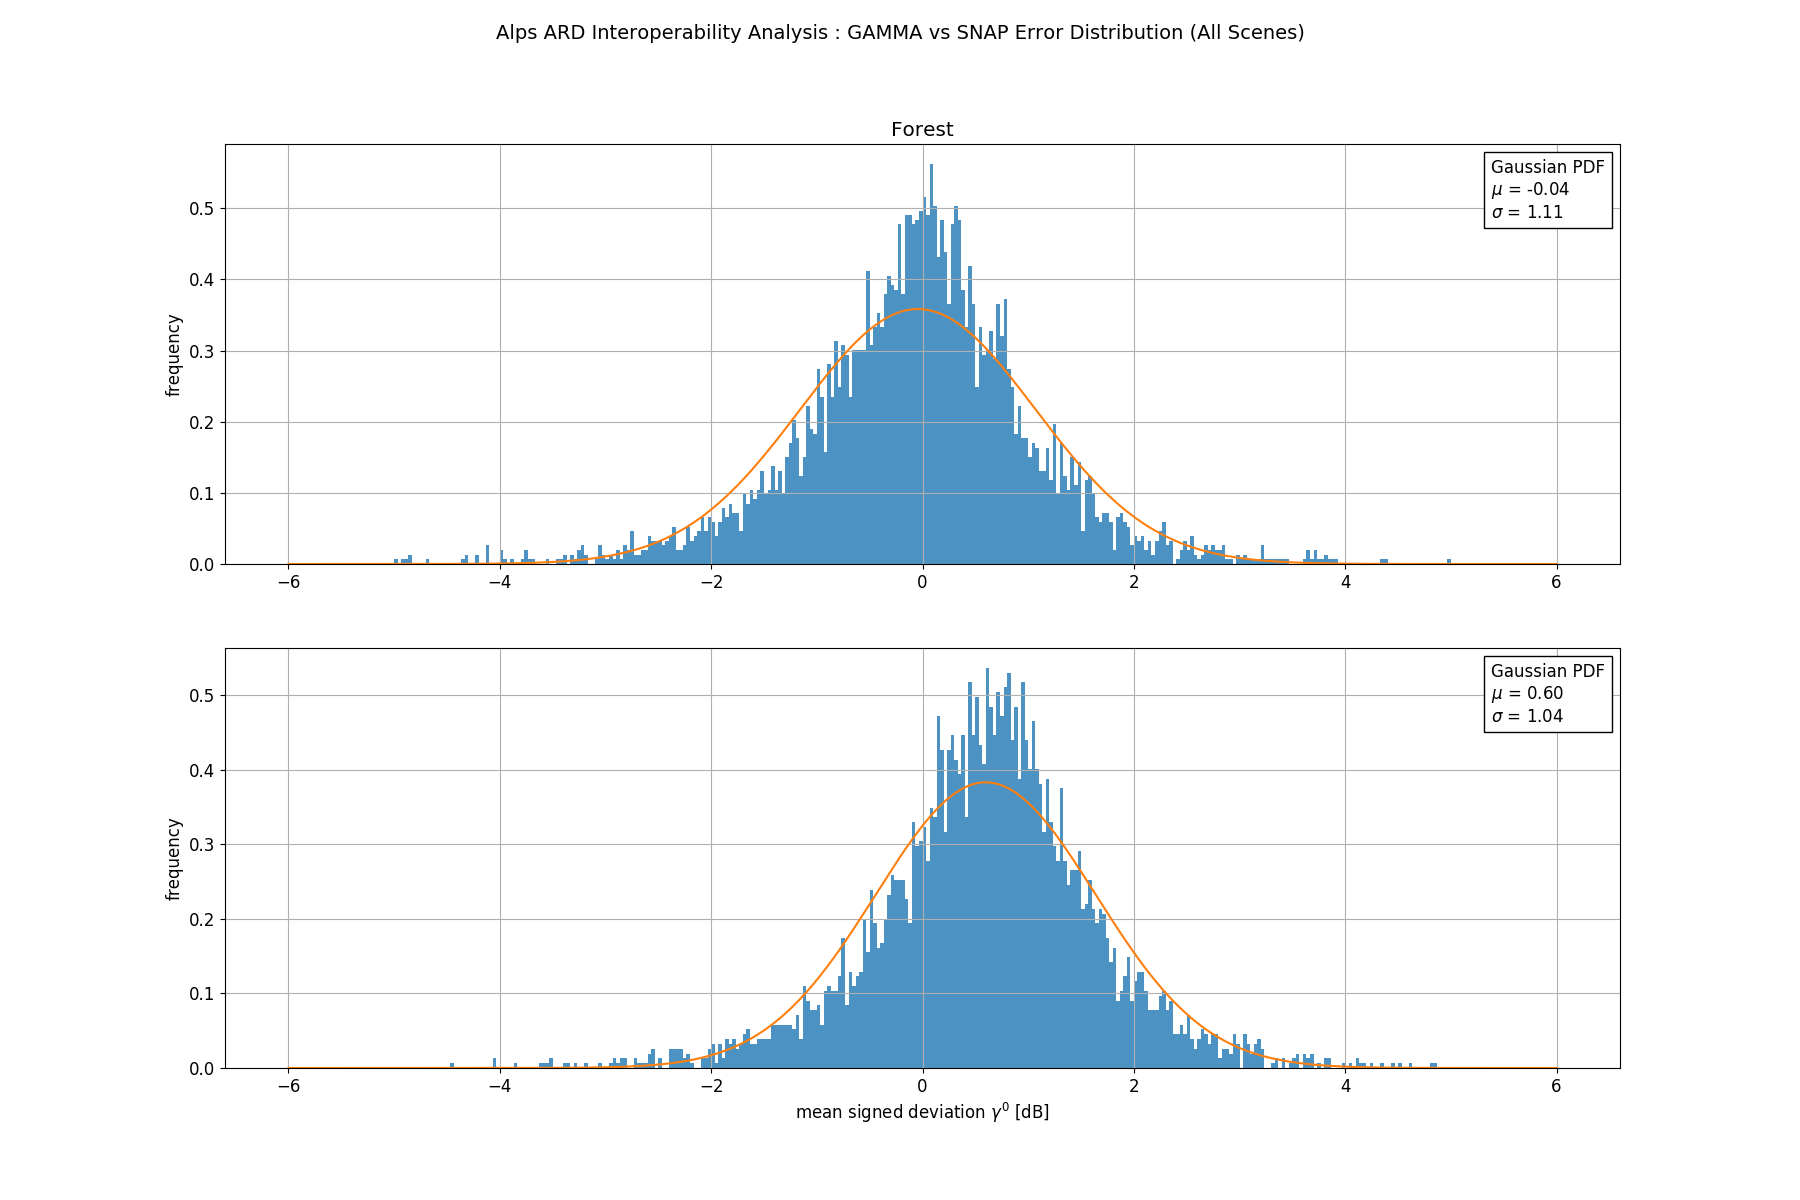 Alps ARD Interoperability Analysis : GAMMA vs SNAP Error Distribution (All Scenes)
Forest
Gaussian PDF
μ = -0.04
σ = 1.11
frequency
0.5
0.4
0.3
0.2
0.1
0.0
−6 −4 −2 0 2 4 6
Gaussian PDF
μ = 0.60
σ = 1.04
frequency
0.5
0.4
0.3
0.2
0.1
0.0
−6 −4 −2 0 2 4 6
mean signed deviation γ⁰ [dB]